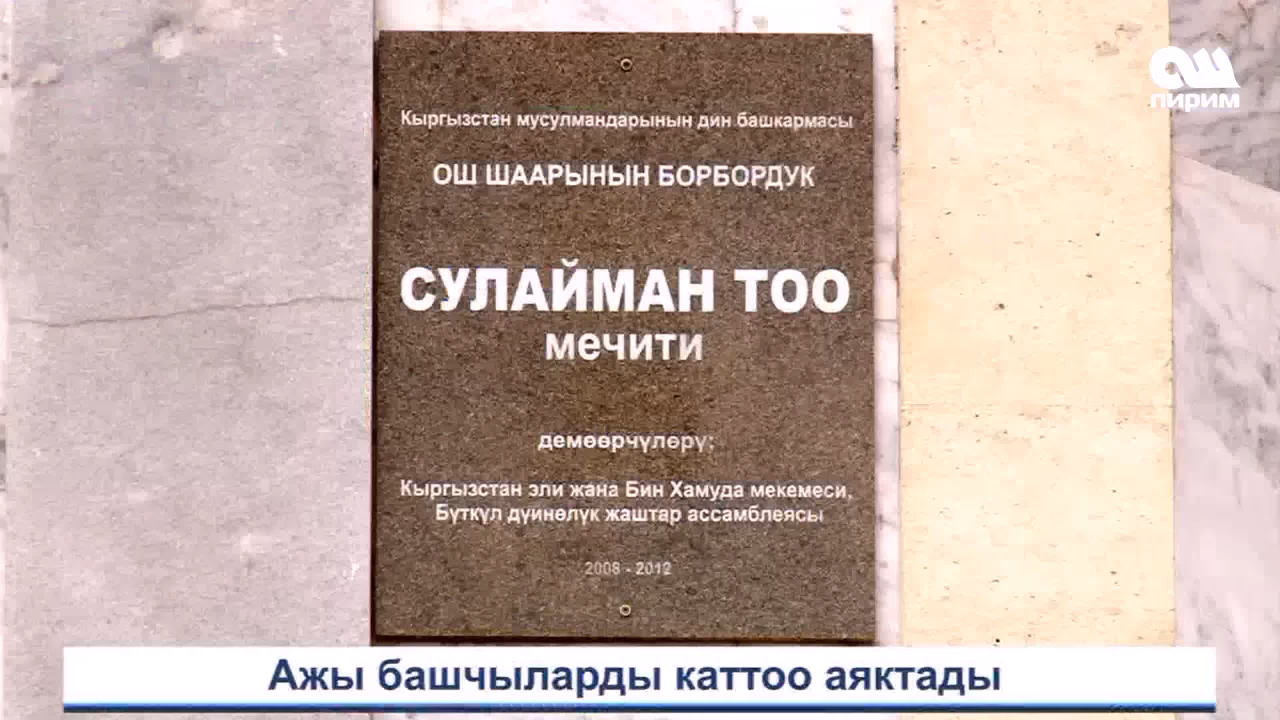 ОШ
ПИРИМ
Кыргызстан мусулмандарынын дин башкармасы
ОШ ШААРЫНЫН БОРБОРДУК
СУЛАЙМАН ТОО
мечити
демөөрчүлөрү:
Кыргызстан эли жана Бин Хамуда мекемеси,
Бүткүл дүинөлүк жаштар ассамблеясы
2008 - 2012
Ажы башчыларды каттоо аяктады